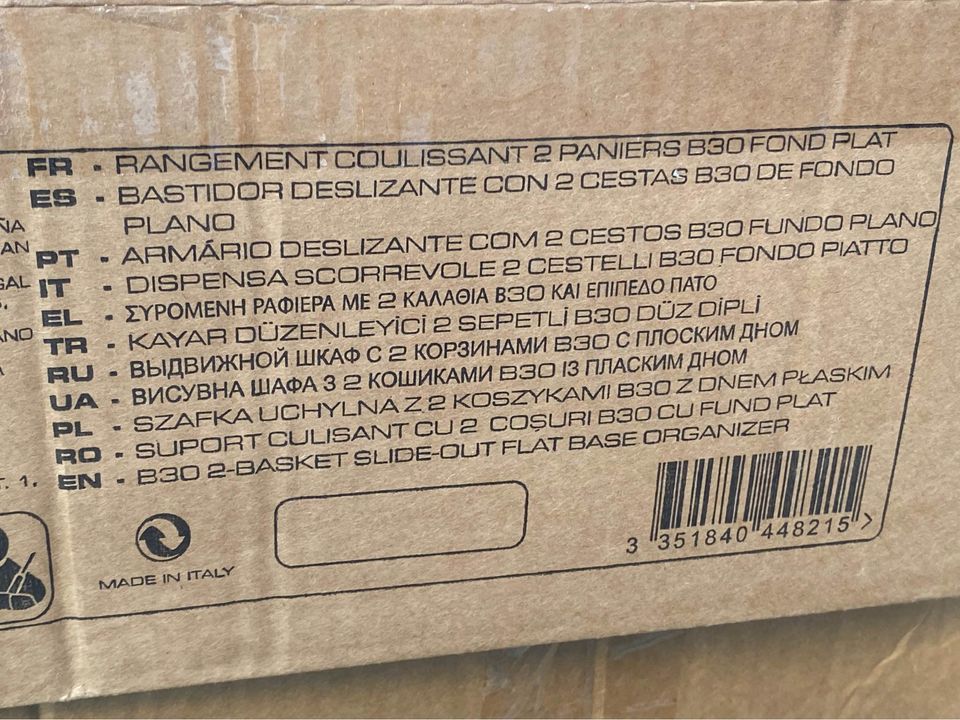 FR - RANGEMENT COULISSANT 2 PANIERS B30 FOND PLAT
ES - BASTIDOR DESLIZANTE CON 2 CESTAS B30 DE FONDO
PLANO
PT - ARMÁRIO DESLIZANTE COM 2 CESTOS B30 FUNDO PLANO
IT - DISPENSA SCORREVOLE 2 CESTELLI B30 FONDO PIATTO
EL - ΣΥΡΟΜΕΝΗ ΡΑΦΙΕΡΑ ΜΕ 2 ΚΑΛΑΘΙΑ B30 ΚΑΙ ΕΠΙΠΕΔΟ ΠΑΤΟ
TR - KAYAR DÜZENLEYİCİ 2 SEPETLİ B30 DÜZ DİPLİ
RU - ВЫДВИЖНОЙ ШКАФ С 2 КОРЗИНАМИ B30 С ПЛОСКИМ ДНОМ
UA - ВИСУВНА ШАФА З 2 КОШИКАМИ B30 ІЗ ПЛАСКИМ ДНОМ
PL - SZAFKA UCHYLNA Z 2 KOSZYKAMI B30 Z DNEM PŁASKIM
RO - SUPORT CULISANT CU 2 COȘURI B30 CU FUND PLAT
EN - B30 2-BASKET SLIDE-OUT FLAT BASE ORGANIZER
MADE IN ITALY
3 351840 448215 >